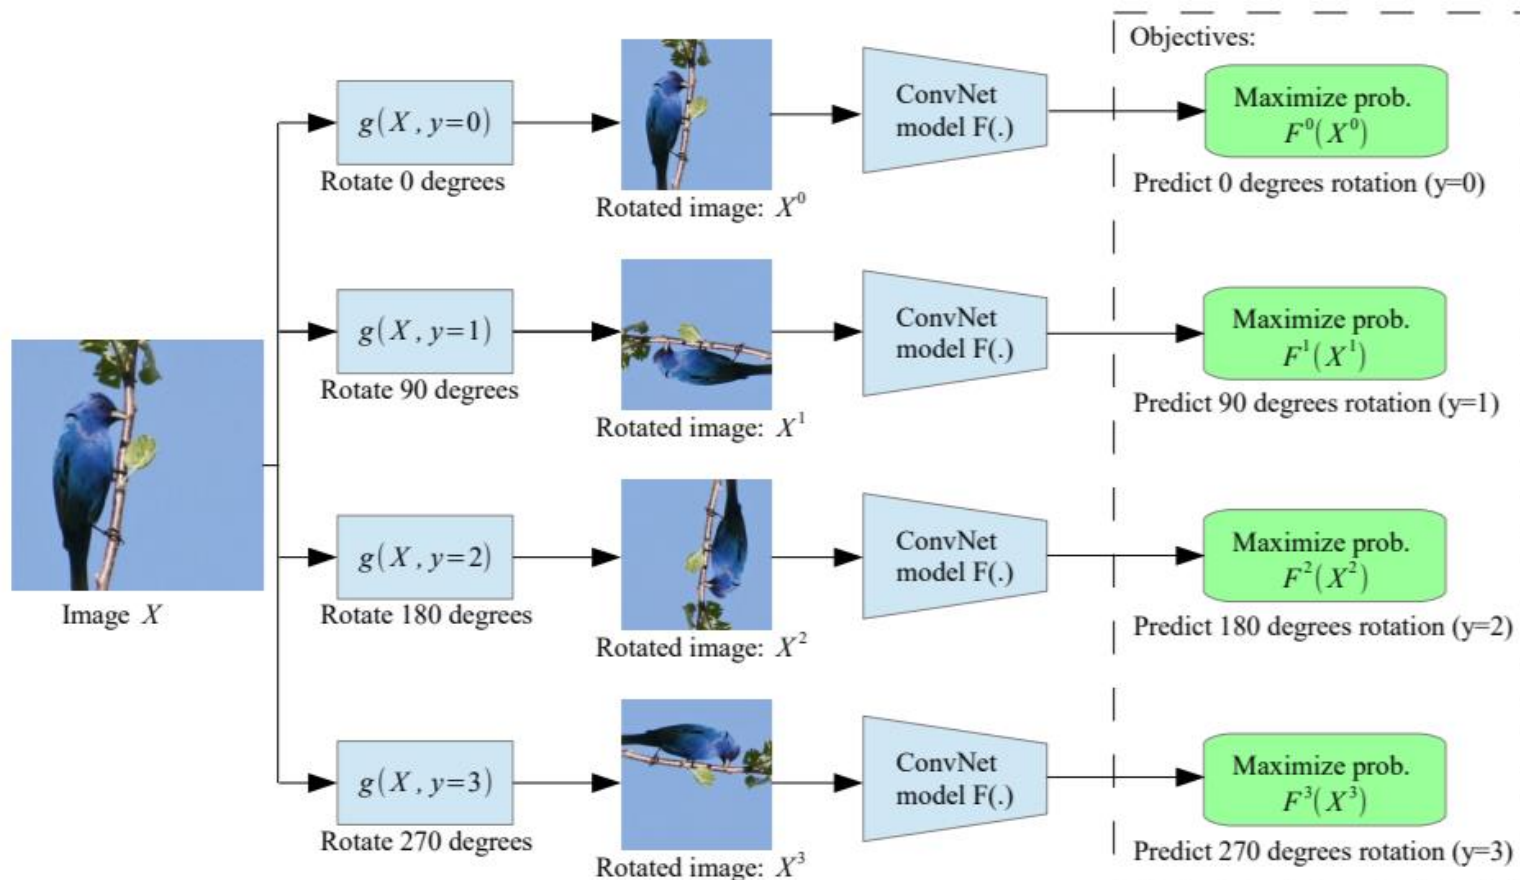 Objectives:
g(X, y=0)
Rotate 0 degrees
Rotated image: X⁰
ConvNet
model F(.)
Maximize prob.
F⁰(X⁰)
Predict 0 degrees rotation (y=0)
g(X, y=1)
Rotate 90 degrees
Rotated image: X¹
ConvNet
model F(.)
Maximize prob.
F¹(X¹)
Predict 90 degrees rotation (y=1)
Image X
g(X, y=2)
Rotate 180 degrees
Rotated image: X²
ConvNet
model F(.)
Maximize prob.
F²(X²)
Predict 180 degrees rotation (y=2)
g(X, y=3)
Rotate 270 degrees
Rotated image: X³
ConvNet
model F(.)
Maximize prob.
F³(X³)
Predict 270 degrees rotation (y=3)